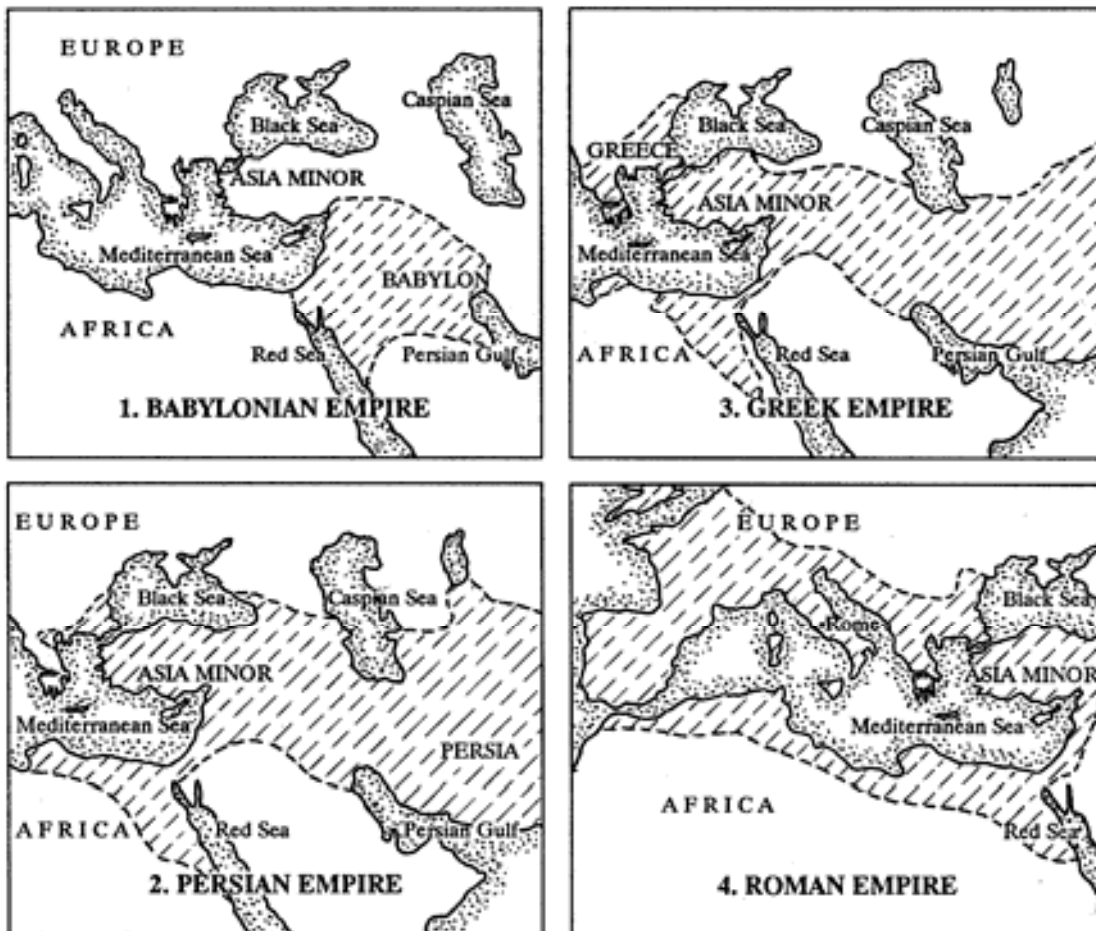 EUROPE
Caspian Sea
Black Sea
ASIA MINOR
Mediterranean Sea
BABYLON
AFRICA
Red Sea
Persian Gulf
1. BABYLONIAN EMPIRE
Black Sea
Caspian Sea
GREECE
ASIA MINOR
Mediterranean Sea
AFRICA
Red Sea
Persian Gulf
3. GREEK EMPIRE
EUROPE
Black Sea
Caspian Sea
ASIA MINOR
Mediterranean Sea
PERSIA
AFRICA
Red Sea
Persian Gulf
2. PERSIAN EMPIRE
EUROPE
Black Sea
Rome
ASIA MINOR
Mediterranean Sea
AFRICA
Red Sea
4. ROMAN EMPIRE